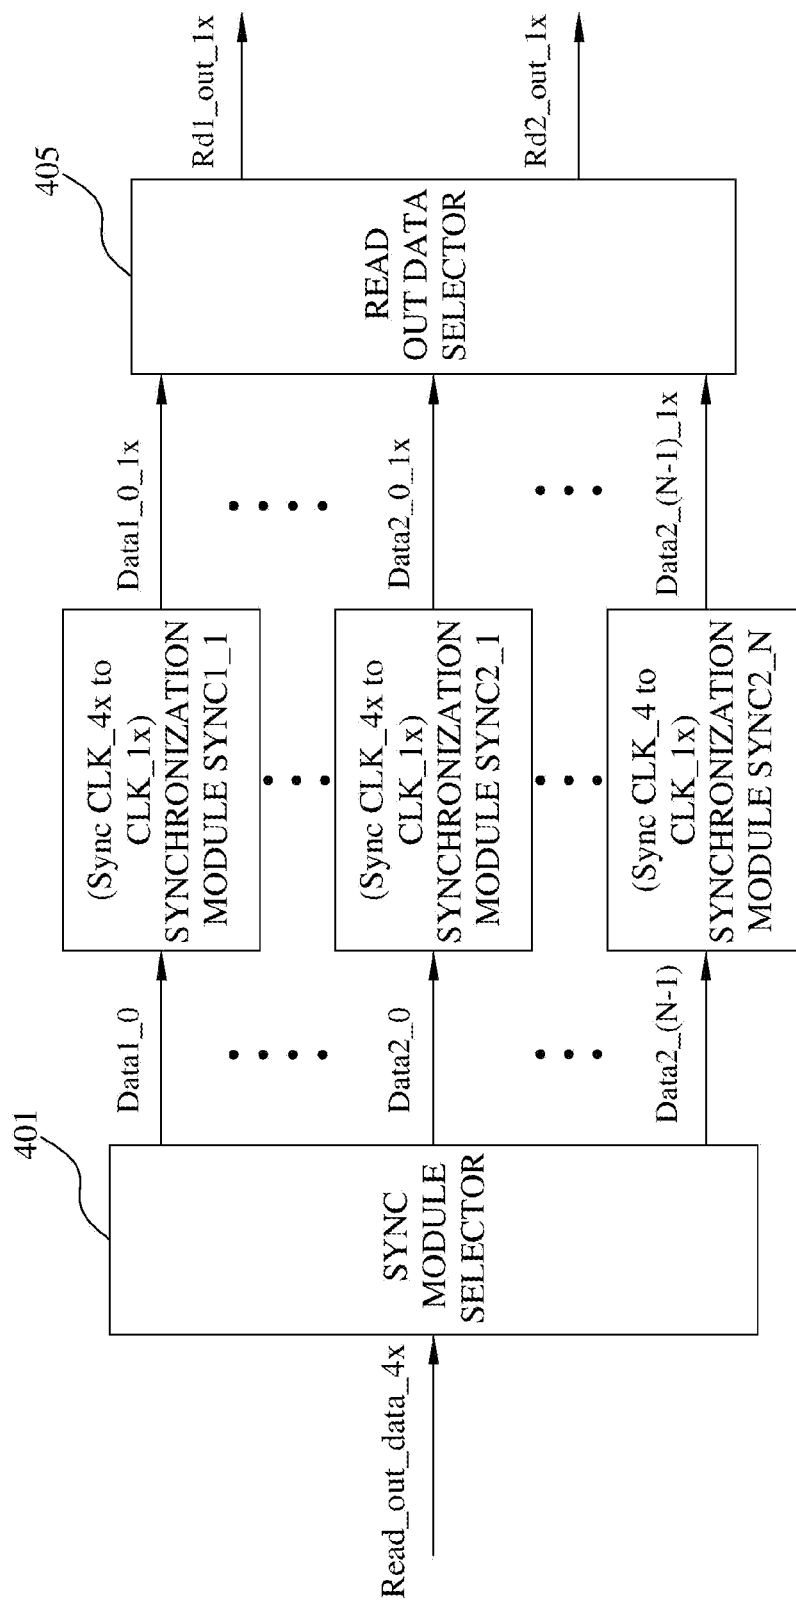 Read_out_data_4x
401
SYNC
MODULE
SELECTOR
Data1_0
Data2_0
Data2_(N-1)
(Sync CLK_4x to
CLK_1x)
SYNCHRONIZATION
MODULE SYNC1_1
(Sync CLK_4x to
CLK_1x)
SYNCHRONIZATION
MODULE SYNC2_1
(Sync CLK_4 to
CLK_1x)
SYNCHRONIZATION
MODULE SYNC2_N
Data1_0_1x
Data2_0_1x
Data2_(N-1)_1x
405
READ
OUT DATA
SELECTOR
Rd1_out_1x
Rd2_out_1x